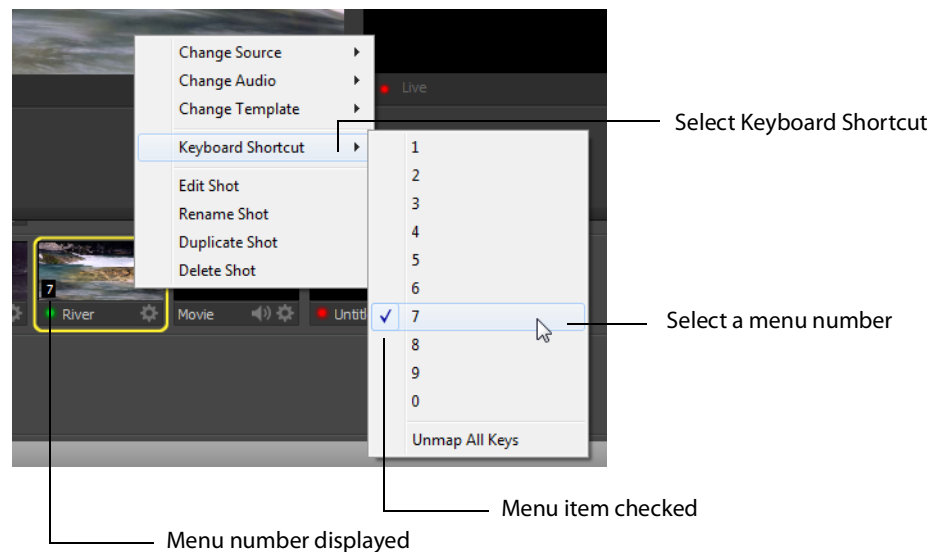 Change Source
Change Audio
Change Template
Keyboard Shortcut
Edit Shot
Rename Shot
Duplicate Shot
Delete Shot
Live
1
2
3
4
5
6
7
8
9
0
Unmap All Keys
7
River
Movie
Untitl
Select Keyboard Shortcut
Select a menu number
Menu item checked
Menu number displayed